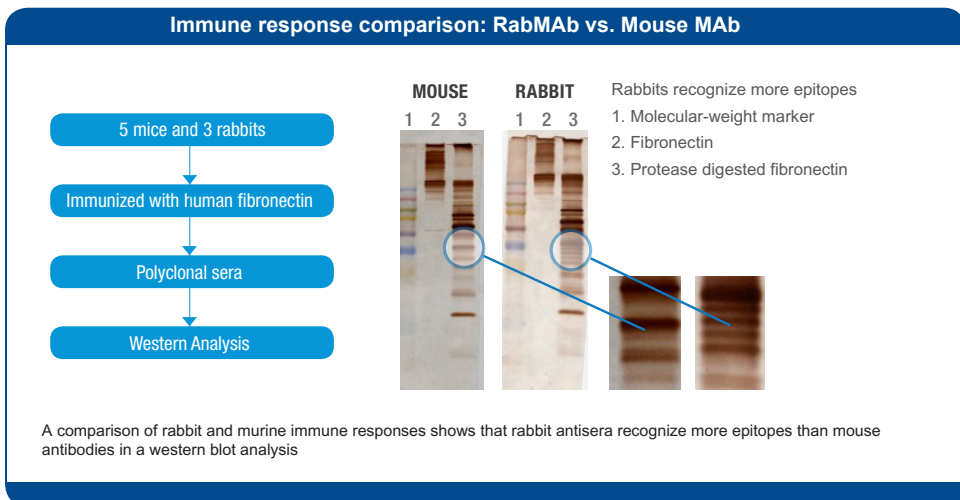 Immune response comparison: RabMAb vs. Mouse MAb
5 mice and 3 rabbits
Immunized with human fibronectin
Polyclonal sera
Western Analysis
MOUSE
1 2 3
RABBIT
1 2 3
Rabbits recognize more epitopes
1. Molecular-weight marker
2. Fibronectin
3. Protease digested fibronectin
A comparison of rabbit and murine immune responses shows that rabbit antisera recognize more epitopes than mouse
antibodies in a western blot analysis